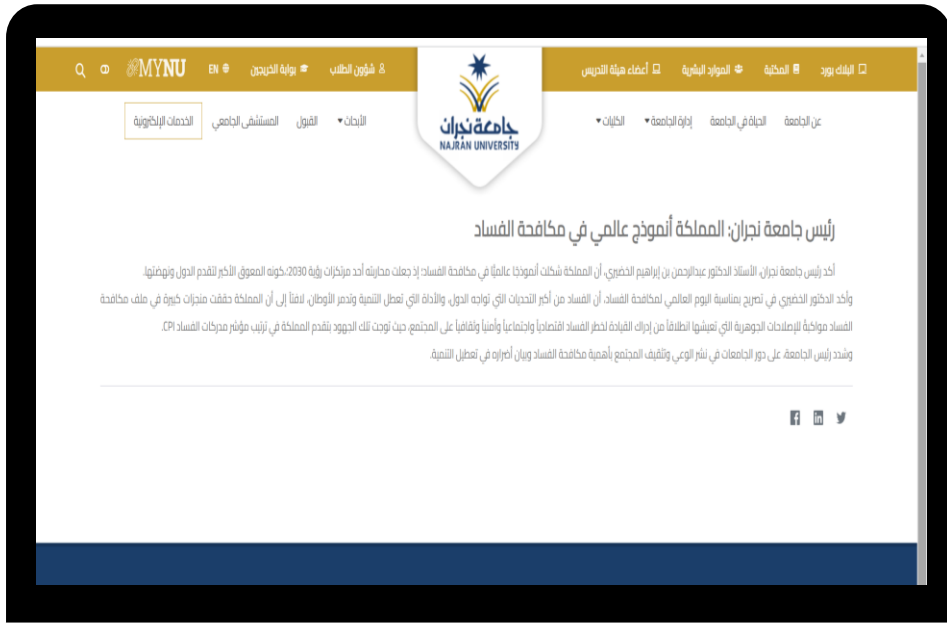 البلاك بورد المكتبة الموارد البشرية أعضاء هيئة التدريس
شؤون الطلاب بوابة الخريجين EN MYNU
جامعة نجران
NAJRAN UNIVERSITY
عن الجامعة الحياة في الجامعة إدارة الجامعة الكليات
الأبحاث القبول المستشفى الجامعي الخدمات الإلكترونية
رئيس جامعة نجران: المملكة أنموذج عالمي في مكافحة الفساد
أكد رئيس جامعة نجران، الأستاذ الدكتور عبدالرحمن بن إبراهيم الخضيري، أن المملكة شكلت أنموذجًا عالميًا في مكافحة الفساد؛ إذ جعلت محاربته أحد مرتكزات رؤية 2030؛ كونه المعوق الأكبر لتقدم الدول ونهضتها.
وأكد الدكتور الخضيري في تصريح بمناسبة اليوم العالمي لمكافحة الفساد، أن الفساد من أكبر التحديات التي تواجه الدول، والأداة التي تعطل التنمية وتدمر الأوطان، لافتاً إلى أن المملكة حققت منجزات كبيرة في ملف مكافحة
الفساد مواكبةً للإصلاحات الجوهرية التي تعيشها انطلاقاً من إدراك القيادة لخطر الفساد اقتصادياً واجتماعياً وأمنياً وثقافياً على المجتمع، حيث توجت تلك الجهود بتقدم المملكة في ترتيب مؤشر مدركات الفساد CPI.
وشدد رئيس الجامعة، على دور الجامعات في نشر الوعي وتثقيف المجتمع بأهمية مكافحة الفساد وبيان أضراره في تعطيل التنمية.